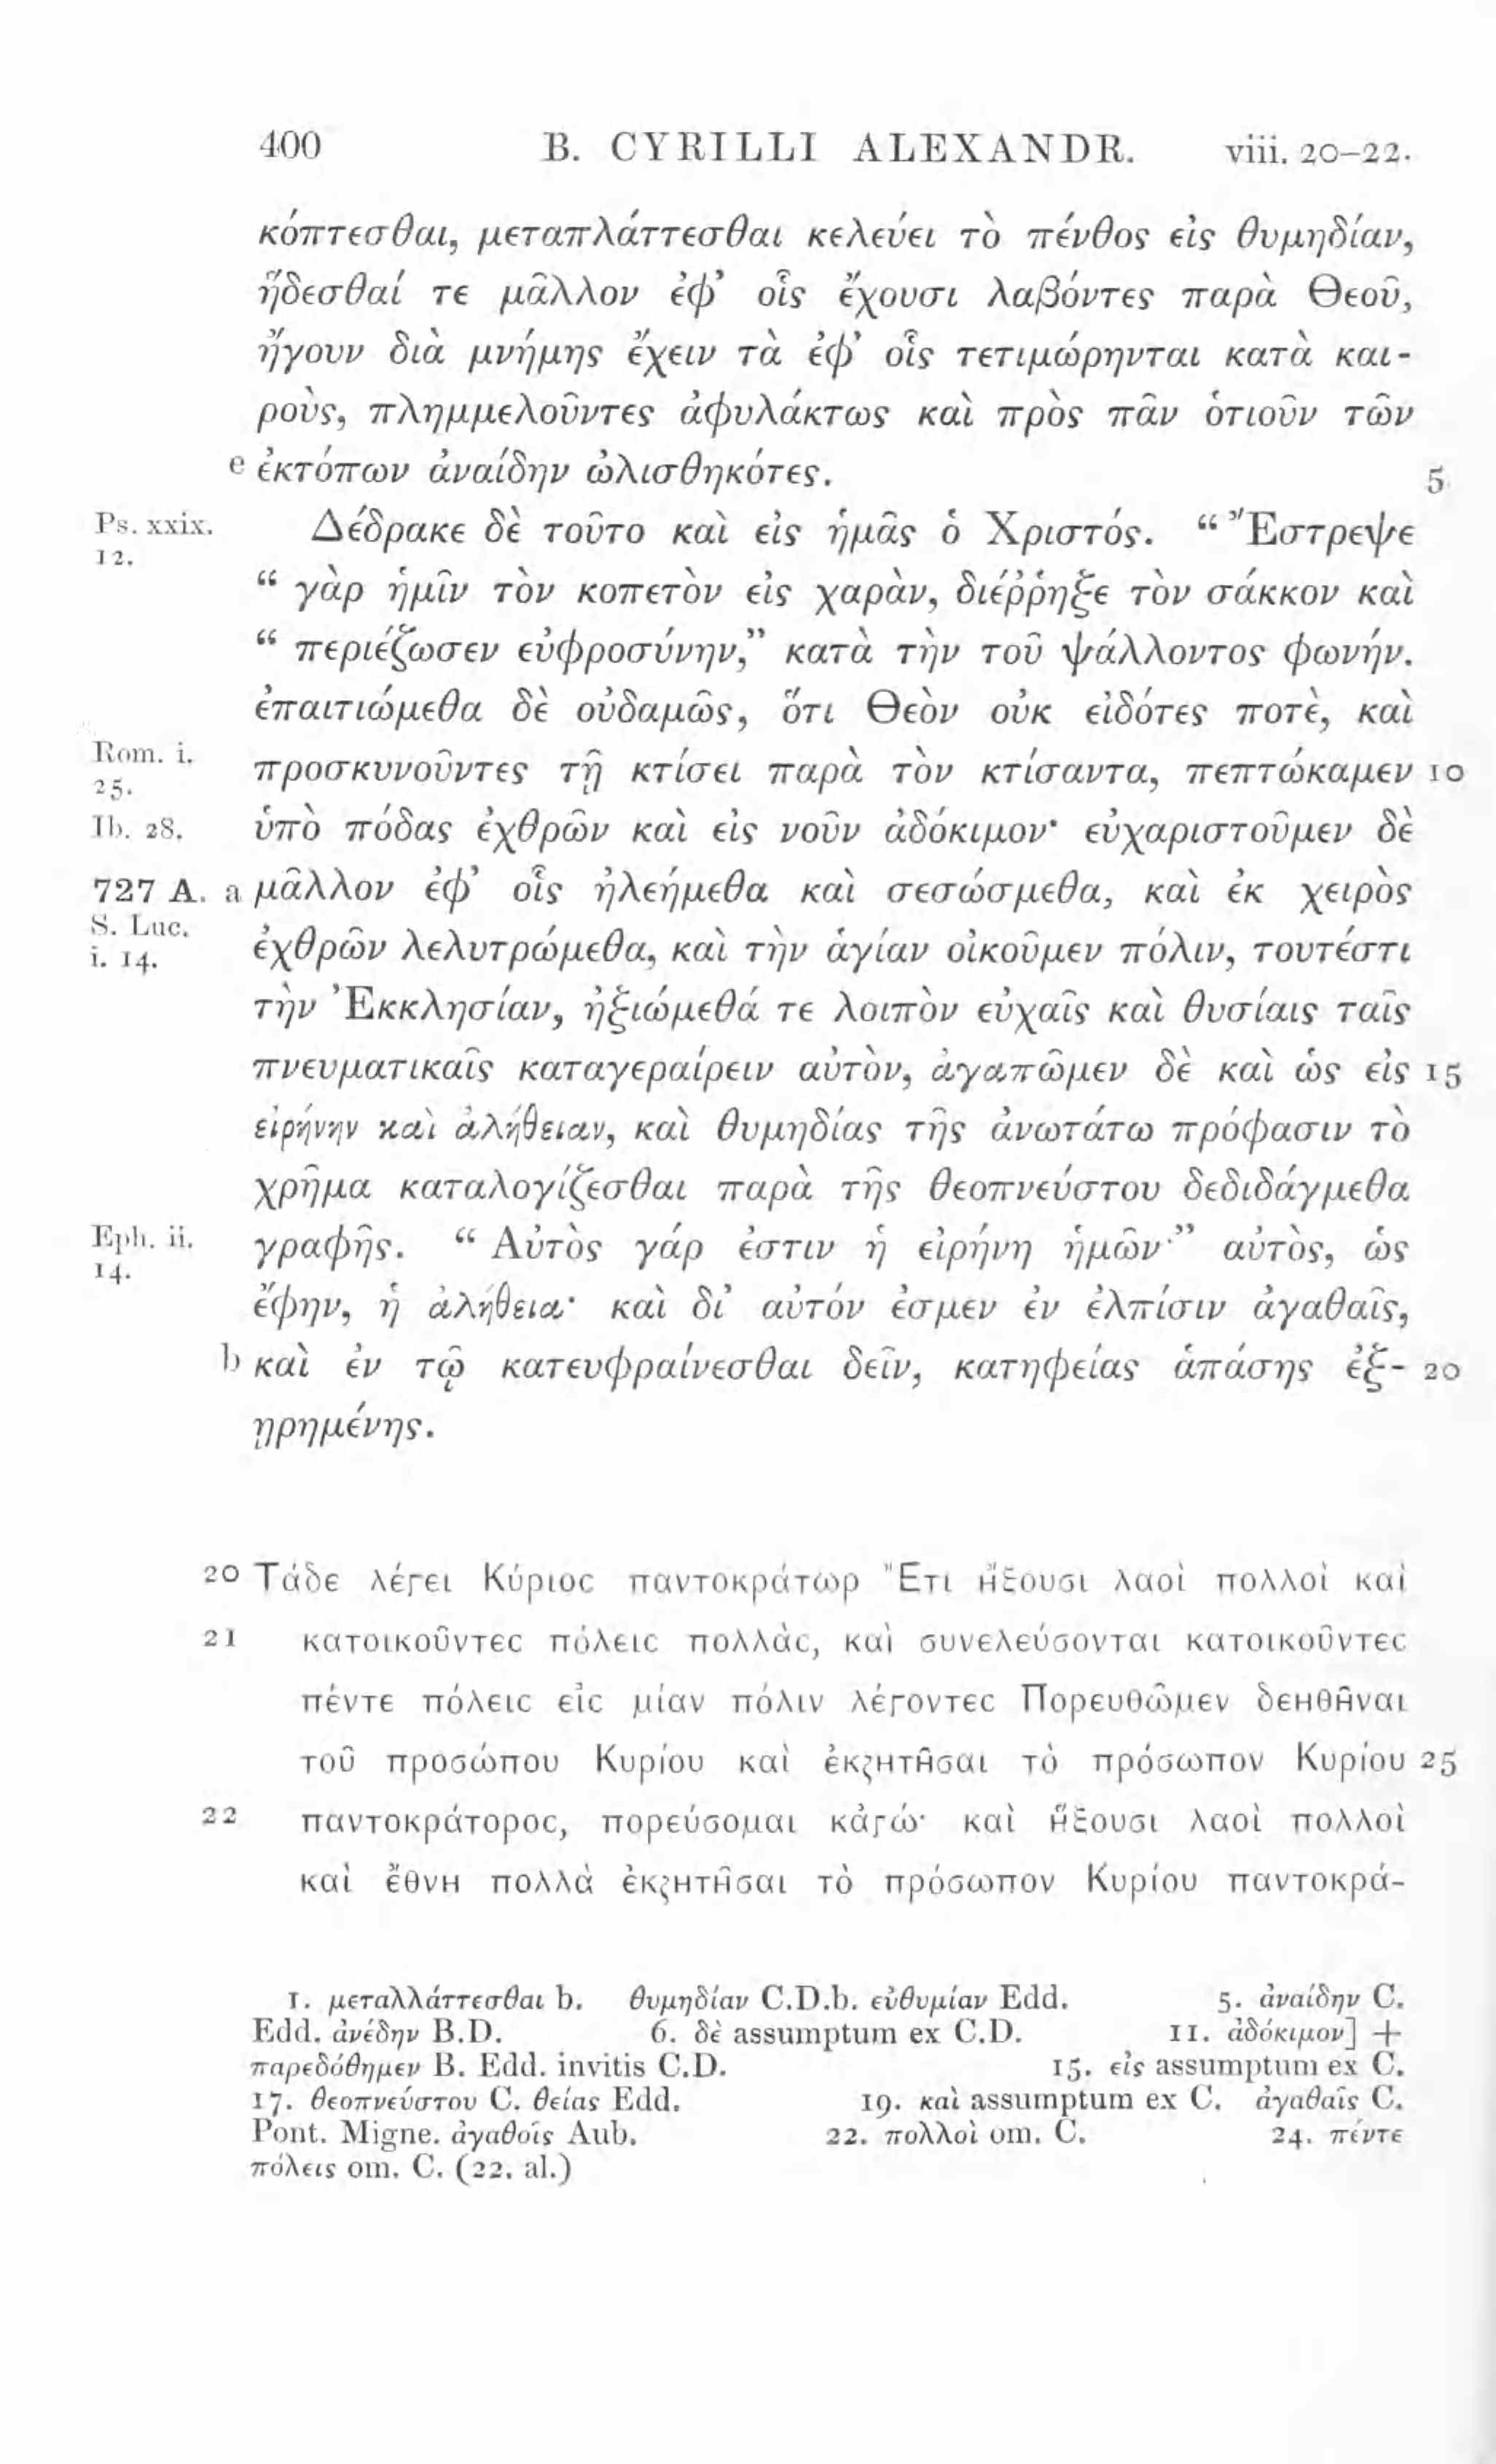 400 B. CYRILLI ALEXANDR. viii. 20–22.
κόπτεσθαι, μεταπλάττεσθαι κελεύει τὸ πένθος εἰς θυμηδίαν,
ἥδεσθαί τε μᾶλλον ἐφ’ οἷς ἔχουσι λαβόντες παρὰ Θεοῦ,
ἤγουν διὰ μνήμης ἔχειν τὰ ἐφ’ οἷς τετιμώρηνται κατὰ και-
ροὺς, πλημμελοῦντες ἀφυλάκτως καὶ πρὸς πᾶν ὁτιοῦν τῶν
e ἐκτόπων ἀναίδην ὠλισθηκότες. 5
Ps. xxix. Δέδρακε δὲ τοῦτο καὶ εἰς ἡμᾶς ὁ Χριστός. “ Ἔστρεψε
12.
“ γὰρ ἡμῖν τὸν κοπετὸν εἰς χαρὰν, διέῤῥηξε τὸν σάκκον καὶ
“ περιέζωσεν εὐφροσύνην,” κατὰ τὴν τοῦ ψάλλοντος φωνήν.
ἐπαιτιώμεθα δὲ οὐδαμῶς, ὅτι Θεὸν οὐκ εἰδότες ποτὲ, καὶ
Rom. i.
25. προσκυνοῦντες τῇ κτίσει παρὰ τὸν κτίσαντα, πεπτώκαμεν 10
Ib. 28. ὑπὸ πόδας ἐχθρῶν καὶ εἰς νοῦν ἀδόκιμον· εὐχαριστοῦμεν δὲ
727 A. a μᾶλλον ἐφ’ οἷς ἠλεήμεθα καὶ σεσώσμεθα, καὶ ἐκ χειρὸς
S. Luc.
i. 14. ἐχθρῶν λελυτρώμεθα, καὶ τὴν ἁγίαν οἰκοῦμεν πόλιν, τουτέστι
τὴν Ἐκκλησίαν, ἠξιώμεθά τε λοιπὸν εὐχαῖς καὶ θυσίαις ταῖς
πνευματικαῖς καταγεραίρειν αὐτὸν, ἀγαπῶμεν δὲ καὶ ὡς εἰς 15
εἰρήνην καὶ ἀλήθειαν, καὶ θυμηδίας τῆς ἀνωτάτω πρόφασιν τὸ
χρῆμα καταλογίζεσθαι παρὰ τῆς θεοπνεύστου δεδιδάγμεθα
Eph. ii. γραφῆς. “ Αὐτὸς γάρ ἐστιν ἡ εἰρήνη ἡμῶν·” αὐτὸς, ὡς
14.
ἔφην, ἡ ἀλήθεια· καὶ δι’ αὐτόν ἐσμεν ἐν ἐλπίσιν ἀγαθαῖς,
b καὶ ἐν τῷ κατευφραίνεσθαι δεῖν, κατηφείας ἁπάσης ἐξ- 20
ῃρημένης.
20 Τάδε λέγει Κύριος παντοκράτωρ Ἔτι ἥξουσι λαοὶ πολλοὶ καὶ
21 κατοικοῦντες πόλεις πολλὰς, καὶ συνελεύσονται κατοικοῦντες
πέντε πόλεις εἰς μίαν πόλιν λέγοντες Πορευθῶμεν δεηθῆναι
τοῦ προσώπου Κυρίου καὶ ἐκζητῆσαι τὸ πρόσωπον Κυρίου 25
22 παντοκράτορος, πορεύσομαι κἀγώ· καὶ ἥξουσι λαοὶ πολλοὶ
καὶ ἔθνη πολλὰ ἐκζητῆσαι τὸ πρόσωπον Κυρίου παντοκρά-
1. μεταλλάττεσθαι b. θυμηδίαν C.D.b. εὐθυμίαν Edd. 5. ἀναίδην C.
Edd. ἀνέδην B.D. 6. δὲ assumptum ex C.D. 11. ἀδόκιμον] +
παρεδόθημεν B. Edd. invitis C.D. 15. εἰς assumptum ex C.
17. θεοπνεύστου C. θείας Edd. 19. καὶ assumptum ex C. ἀγαθαῖς C.
Pont. Migne. ἀγαθοῖς Aub. 22. πολλοὶ om. C. 24. πέντε
πόλεις om. C. (22. al.)